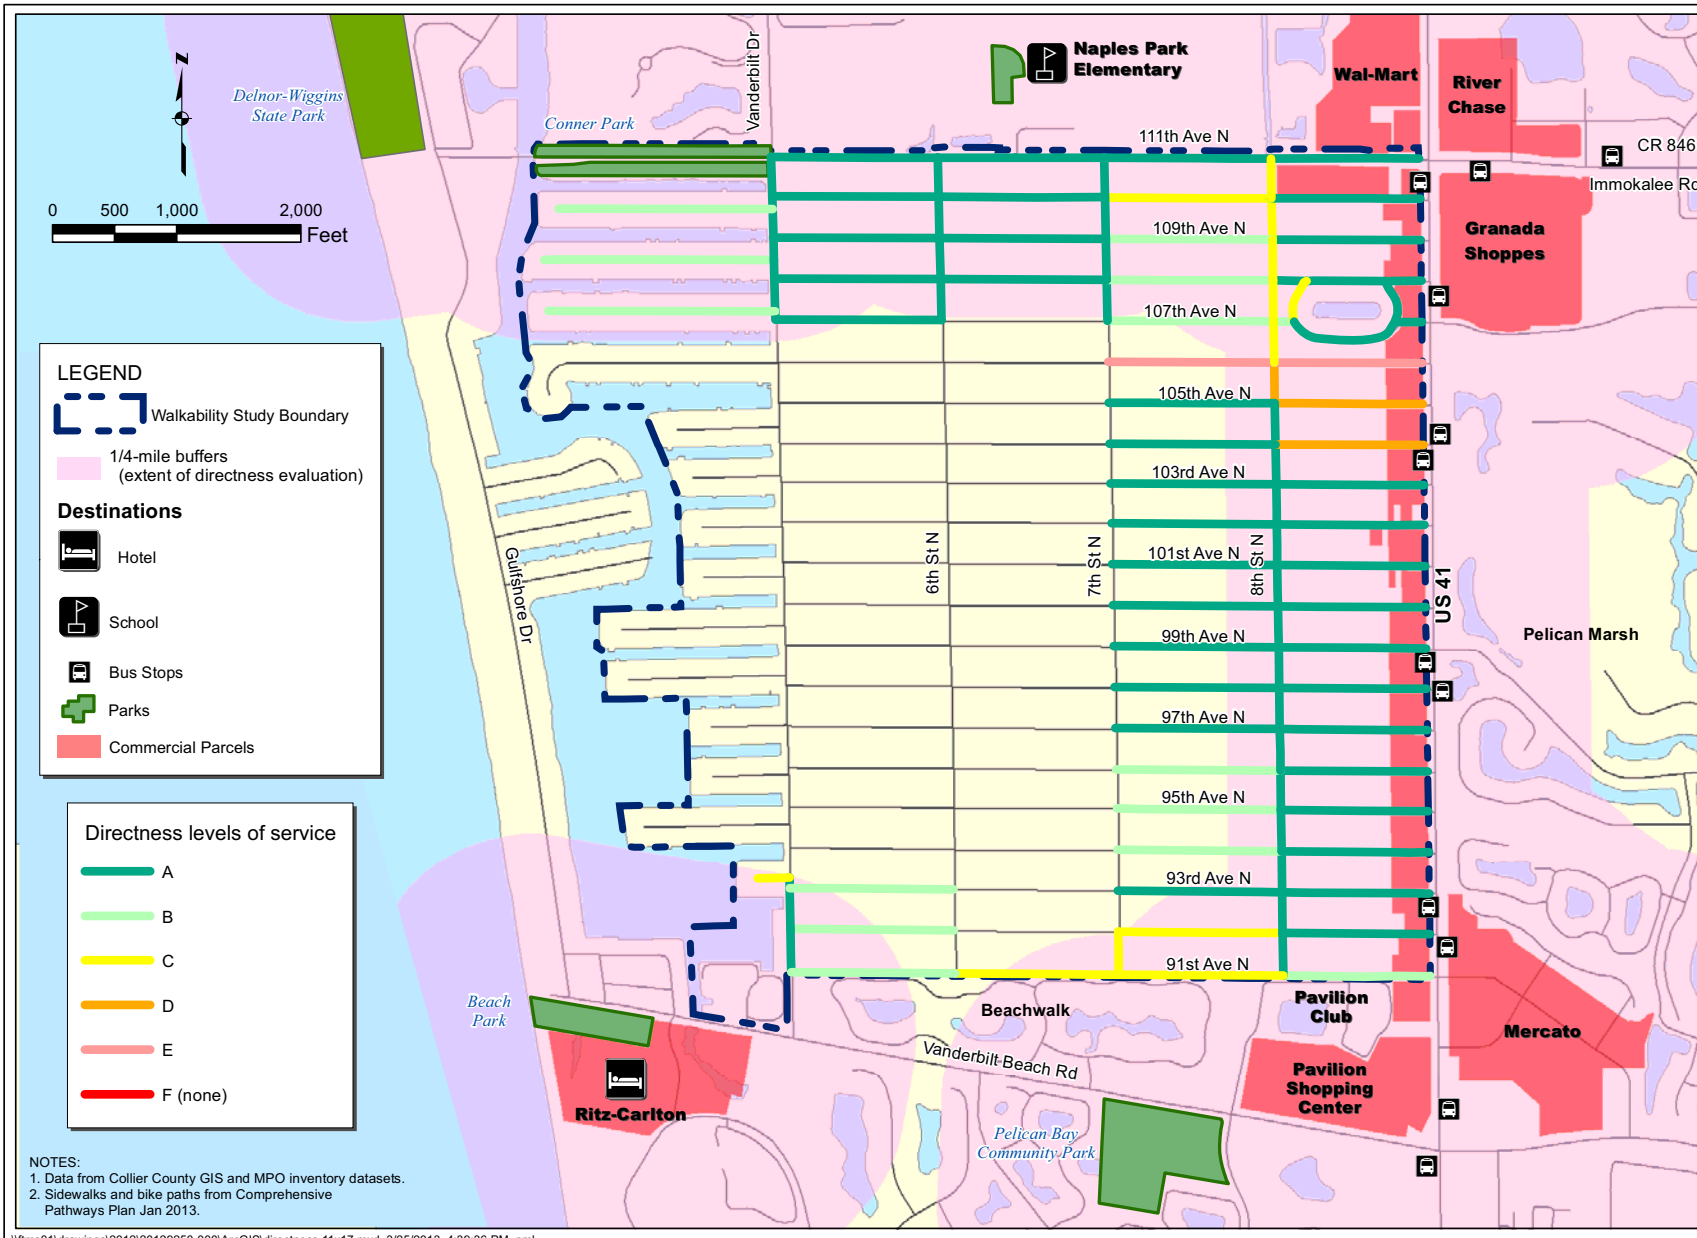 Naples Park
Elementary
Vanderbilt Dr
Wal-Mart
River
Chase
Z
Delnor-Wiggins
State Park
Conner Park
111th Ave N
CR 846
Immokalee Rd
0 500 1,000 2,000
Feet
109th Ave N
Granada
Shoppes
107th Ave N
LEGEND
Walkability Study Boundary
1/4-mile buffers
(extent of directness evaluation)
Destinations
Hotel
School
Bus Stops
Parks
Commercial Parcels
105th Ave N
103rd Ave N
101st Ave N
6th St N
7th St N
8th St N
Gulfshore Dr
US 41
99th Ave N
Pelican Marsh
97th Ave N
95th Ave N
93rd Ave N
91st Ave N
Directness levels of service
A
B
C
D
E
F (none)
Beach
Park
Beachwalk
Pavilion
Club
Mercato
Vanderbilt Beach Rd
Pavilion
Shopping
Center
Ritz-Carlton
Pelican Bay
Community Park
NOTES:
1. Data from Collier County GIS and MPO inventory datasets.
2. Sidewalks and bike paths from Comprehensive
Pathways Plan Jan 2013.